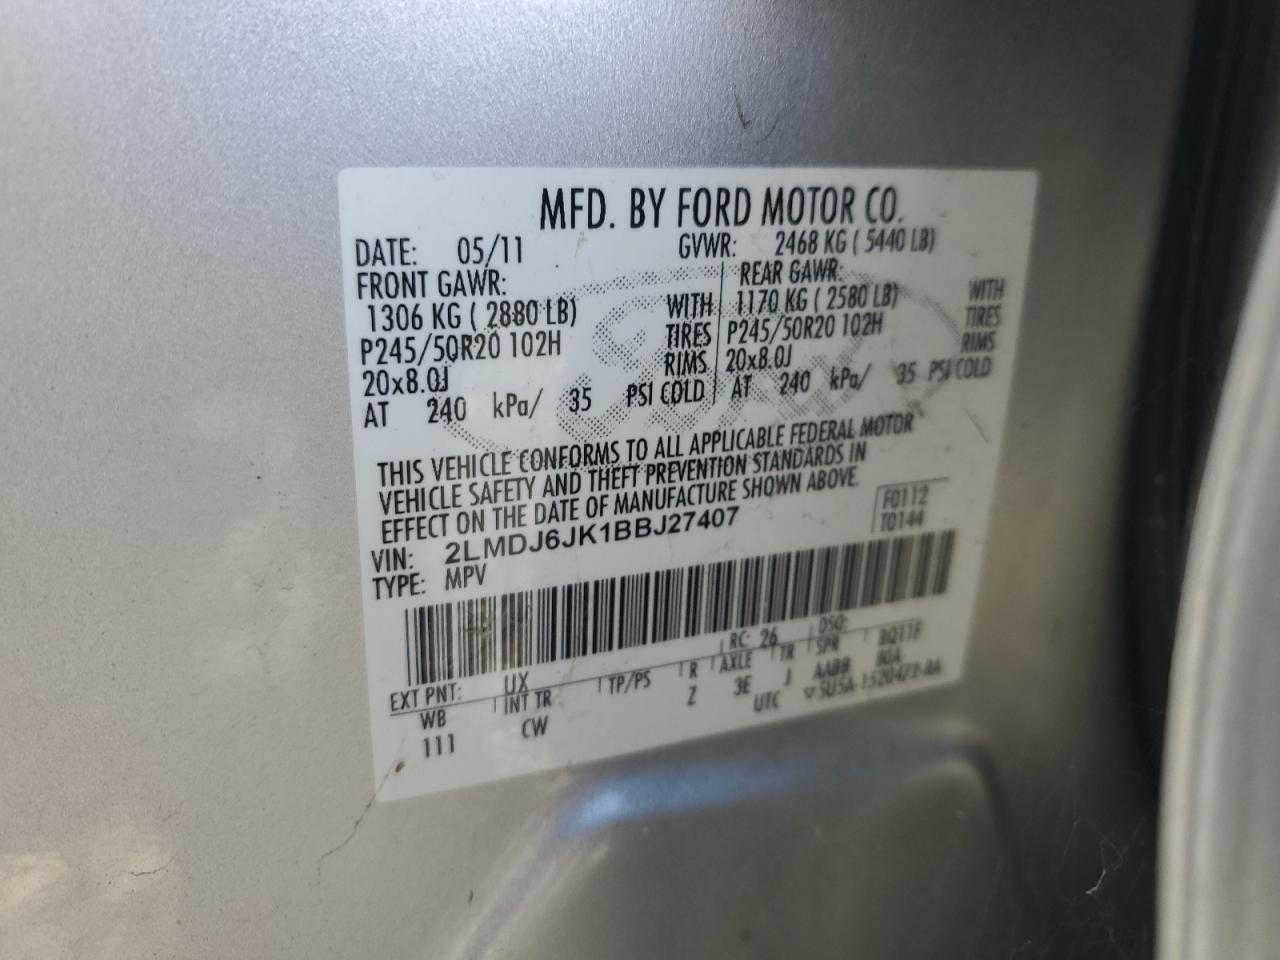 MFD. BY FORD MOTOR CO.
DATE: 05/11 GVWR: 2468 KG ( 5440 LB)
FRONT GAWR: REAR GAWR:
1306 KG ( 2880 LB) WITH 1170 KG ( 2580 LB) WITH
P245/50R20 102H TIRES P245/50R20 102H TIRES
20x8.0J RIMS 20x8.0J RIMS
AT 240 kPa/ 35 PSI COLD AT 240 kPa/ 35 PSI COLD
THIS VEHICLE CONFORMS TO ALL APPLICABLE FEDERAL MOTOR
VEHICLE SAFETY AND THEFT PREVENTION STANDARDS IN
EFFECT ON THE DATE OF MANUFACTURE SHOWN ABOVE.
F0112
T0144
VIN: 2LMDJ6JK1BBJ27407
TYPE: MPV
EXT PNT: UX RC: 26 DSO:
WB INT TR TP/PS R AXLE TR SPR
111 CW Z 3E J AABB
UTC